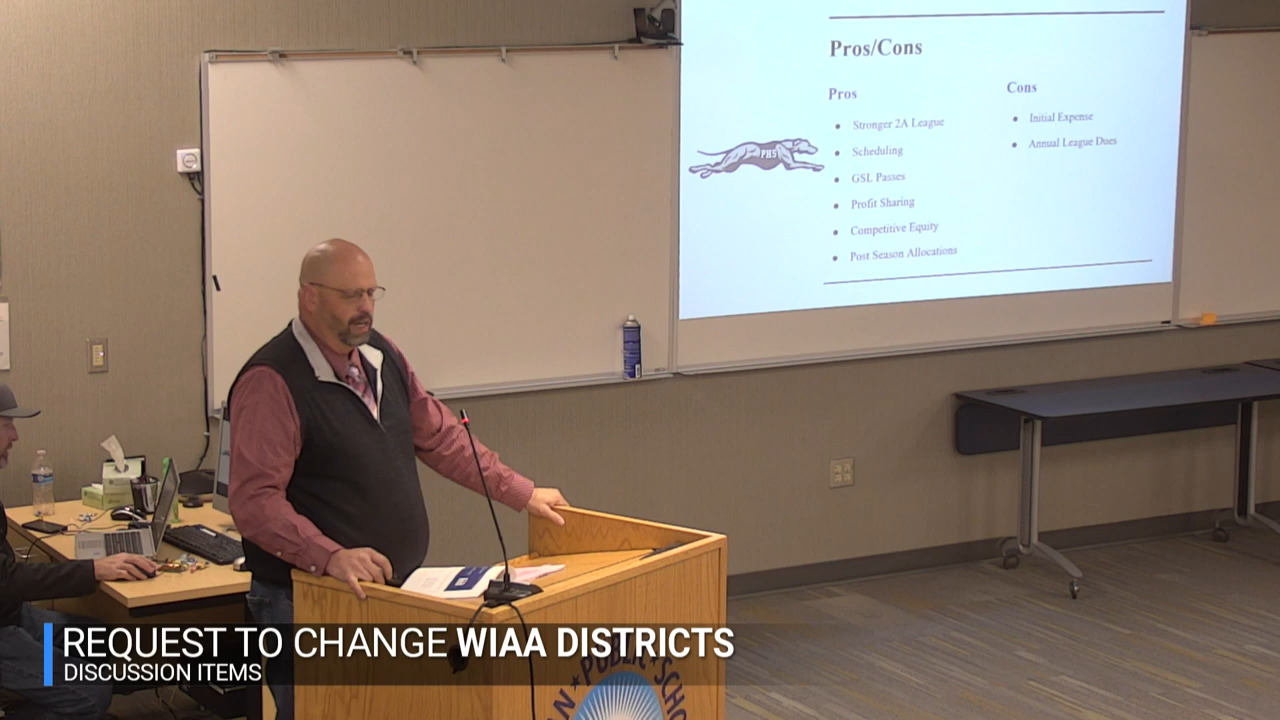 Pros/Cons
Pros
Cons
Stronger 2A League
Initial Expense
Scheduling
Annual League Dues
GSL Passes
Profit Sharing
Competitive Equity
Post Season Allocations
PHS
REQUEST TO CHANGE WIAA DISTRICTS
DISCUSSION ITEMS
PUBLIC